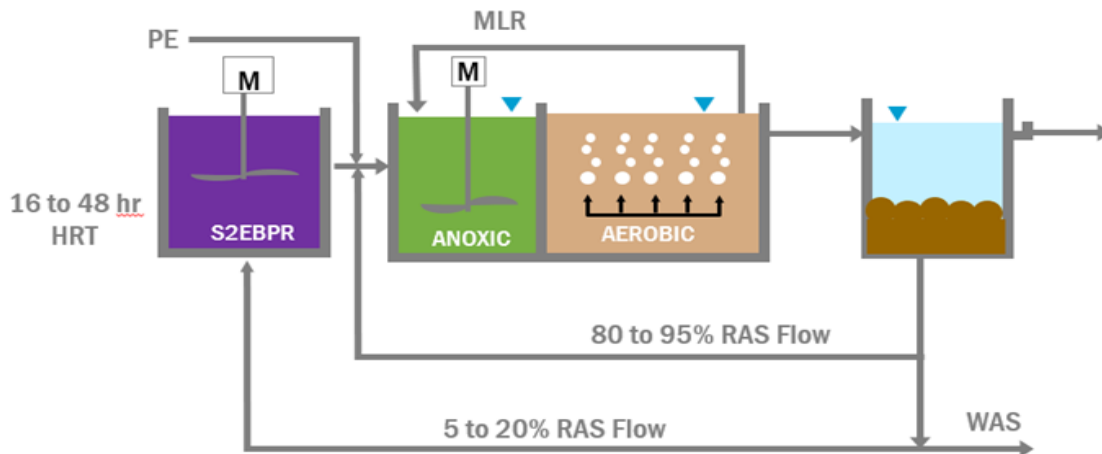 MLR
PE
M
M
16 to 48 hr
HRT
S2EBPR
ANOXIC
AEROBIC
80 to 95% RAS Flow
5 to 20% RAS Flow
WAS